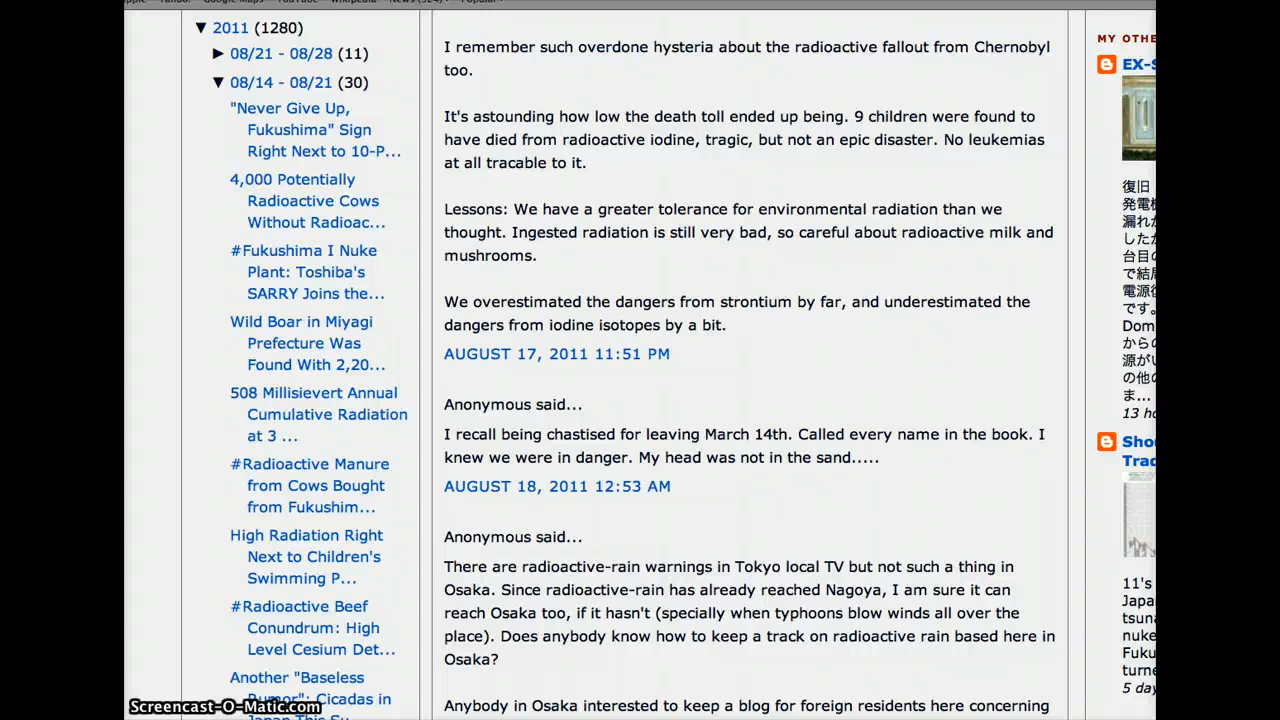 ▼ 2011 (1280)
► 08/21 - 08/28 (11)
▼ 08/14 - 08/21 (30)
"Never Give Up,
Fukushima" Sign
Right Next to 10-P...
4,000 Potentially
Radioactive Cows
Without Radioac...
#Fukushima I Nuke
Plant: Toshiba's
SARRY Joins the...
Wild Boar in Miyagi
Prefecture Was
Found With 2,20...
508 Millisievert Annual
Cumulative Radiation
at 3 ...
#Radioactive Manure
from Cows Bought
from Fukushim...
High Radiation Right
Next to Children's
Swimming P...
#Radioactive Beef
Conundrum: High
Level Cesium Det...
Another "Baseless
Rumor": Cicadas in
I remember such overdone hysteria about the radioactive fallout from Chernobyl
too.
It's astounding how low the death toll ended up being. 9 children were found to
have died from radioactive iodine, tragic, but not an epic disaster. No leukemias
at all tracable to it.
Lessons: We have a greater tolerance for environmental radiation than we
thought. Ingested radiation is still very bad, so careful about radioactive milk and
mushrooms.
We overestimated the dangers from strontium by far, and underestimated the
dangers from iodine isotopes by a bit.
AUGUST 17, 2011 11:51 PM
Anonymous said...
I recall being chastised for leaving March 14th. Called every name in the book. I
knew we were in danger. My head was not in the sand.....
AUGUST 18, 2011 12:53 AM
Anonymous said...
There are radioactive-rain warnings in Tokyo local TV but not such a thing in
Osaka. Since radioactive-rain has already reached Nagoya, I am sure it can
reach Osaka too, if it hasn't (specially when typhoons blow winds all over the
place). Does anybody know how to keep a track on radioactive rain based here in
Osaka?
Anybody in Osaka interested to keep a blog for foreign residents here concerning
MY OTHE
EX-S
復旧
発電機
漏れか
したか
台目の
で結局
電源復
です。
Dom
からの
源がい
の他の
ま...
13 ho
Shou
Trad
11's
Japa
tsuna
nuke
Fuku
turne
5 day
Screencast-O-Matic.com